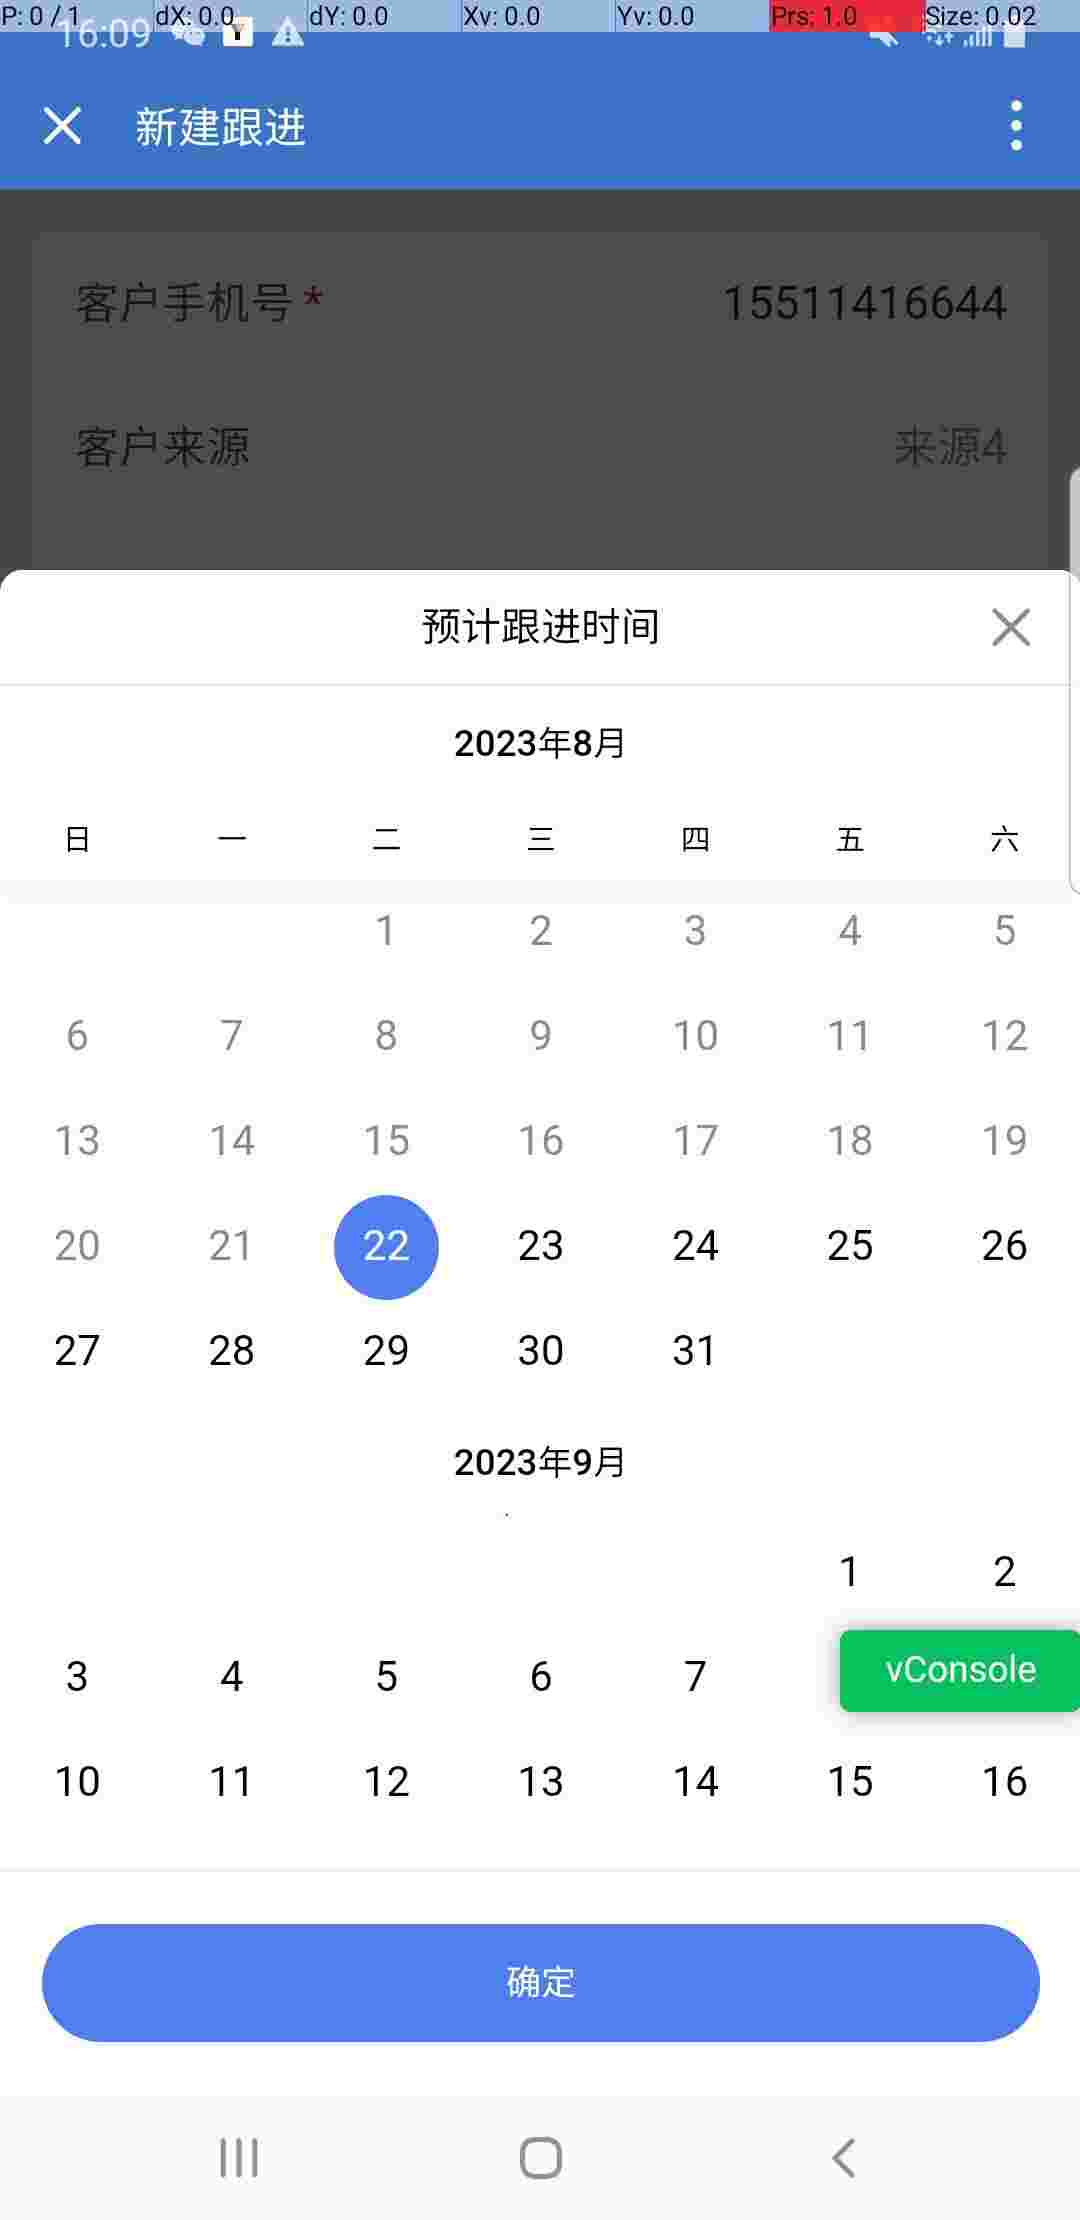 P: 0 / 1 dX: 0.0 dY: 0.0 Xv: 0.0 Yv: 0.0 Prs: 1.0 Size: 0.02
16:09
新建跟进
客户手机号 * 15511416644
客户来源 来源4
预计跟进时间
2023年8月
日 一 二 三 四 五 六
1 2 3 4 5
6 7 8 9 10 11 12
13 14 15 16 17 18 19
20 21 22 23 24 25 26
27 28 29 30 31
2023年9月
1 2
3 4 5 6 7
vConsole
10 11 12 13 14 15 16
确定